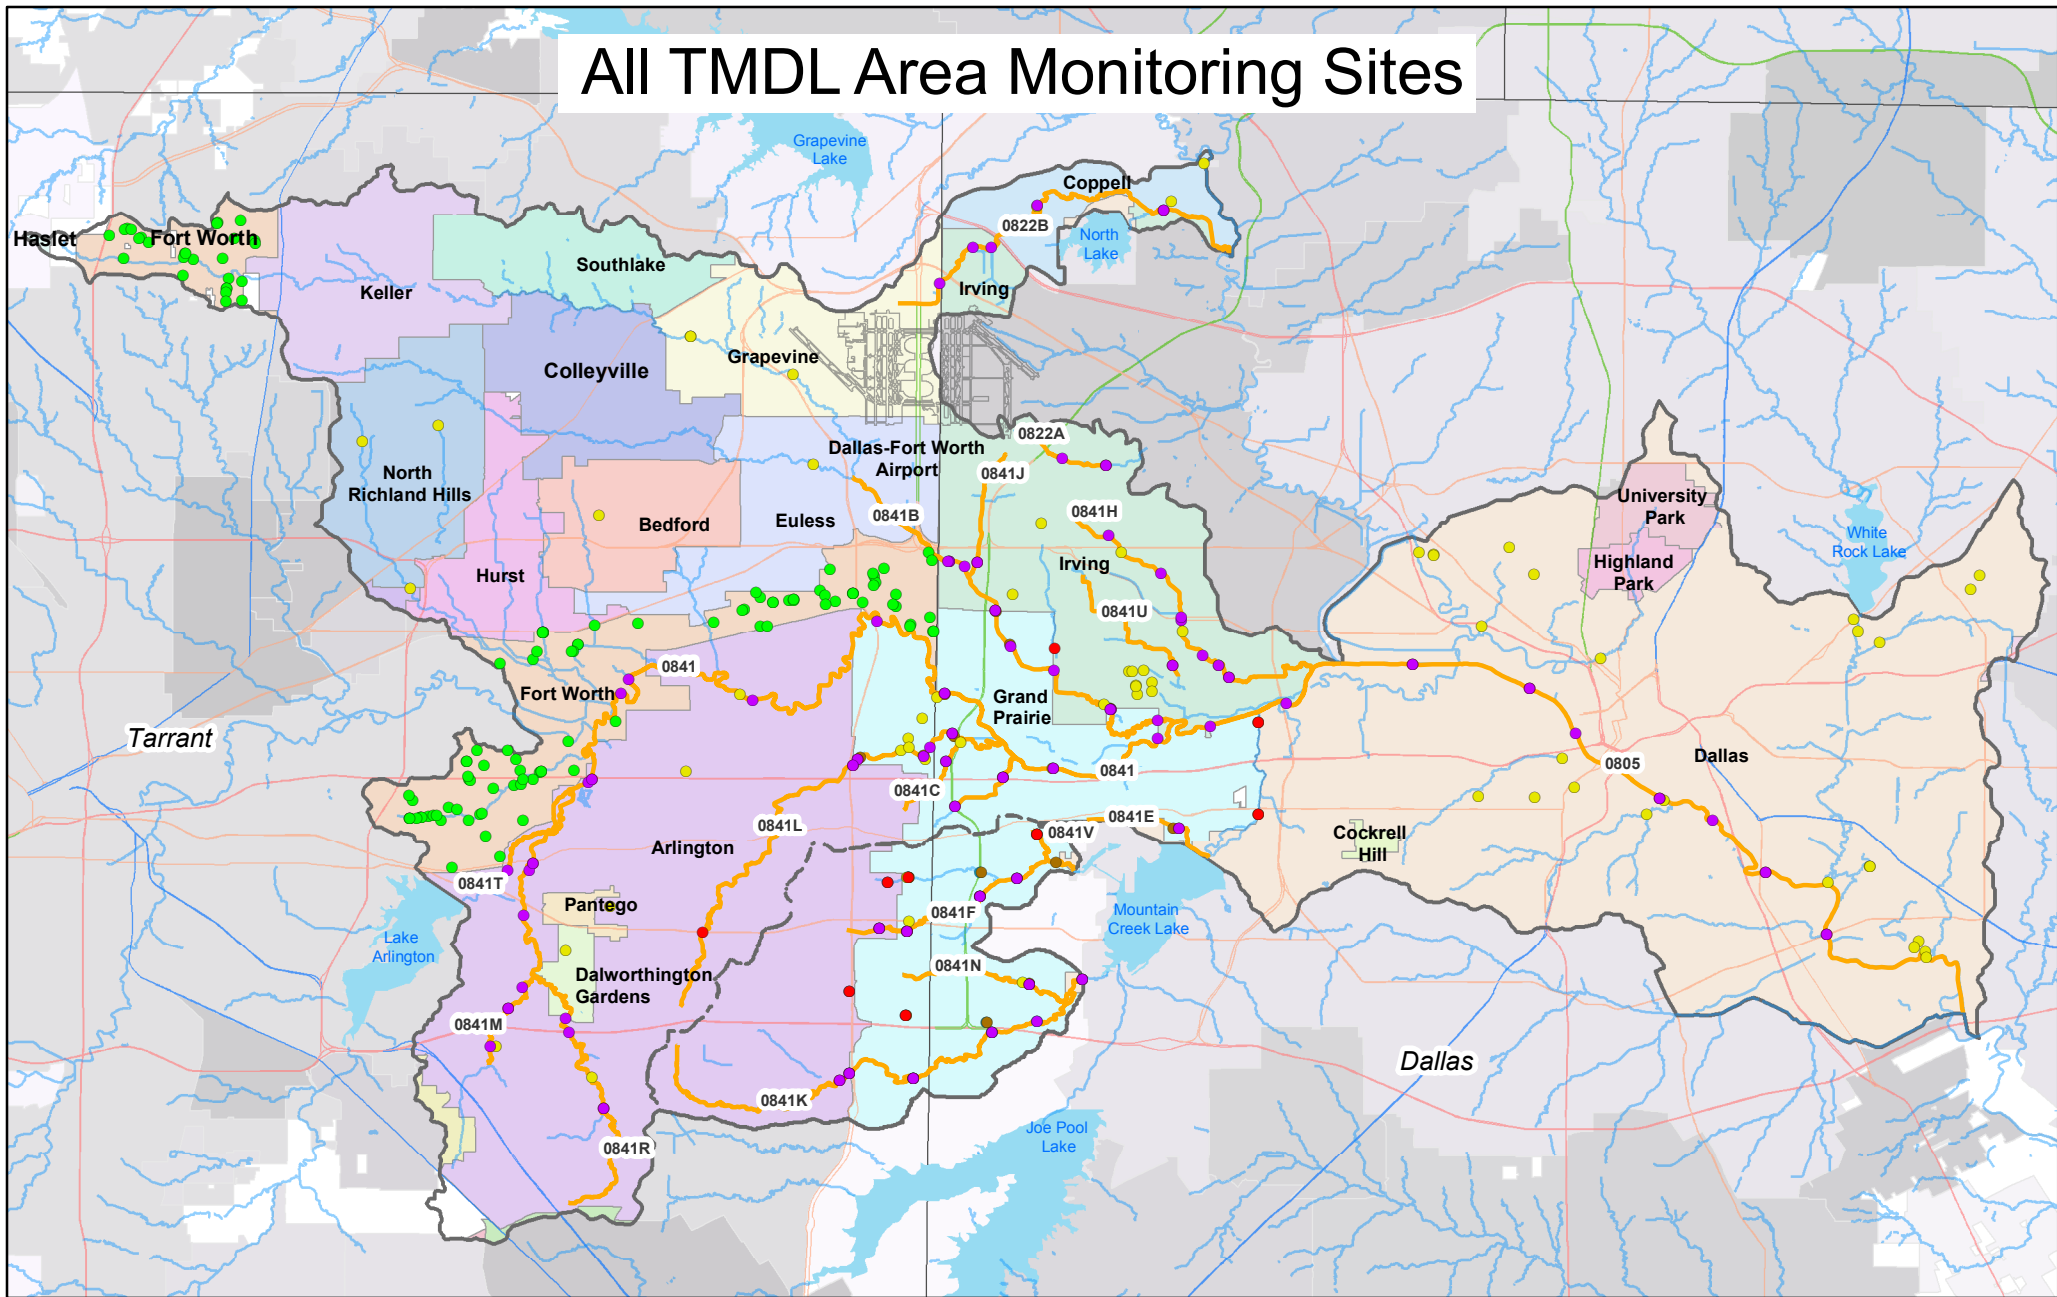 All TMDL Area Monitoring Sites
Grapevine
Lake
Coppell
0822B
North
Lake
Haslet
Fort Worth
Southlake
Keller
Irving
Grapevine
Colleyville
0822A
Dallas-Fort Worth
Airport
0841J
North
Richland Hills
University
Park
0841B
0841H
Bedford
Euless
White
Rock Lake
Irving
Highland
Park
Hurst
0841U
0841
Fort Worth
Grand
Prairie
Tarrant
Dallas
0841
0805
0841C
0841L
0841E
0841V
Cockrell
Hill
Arlington
0841T
Pantego
0841F
Mountain
Creek Lake
Lake
Arlington
0841N
Dalworthington
Gardens
0841M
Dallas
0841K
Joe Pool
Lake
0841R